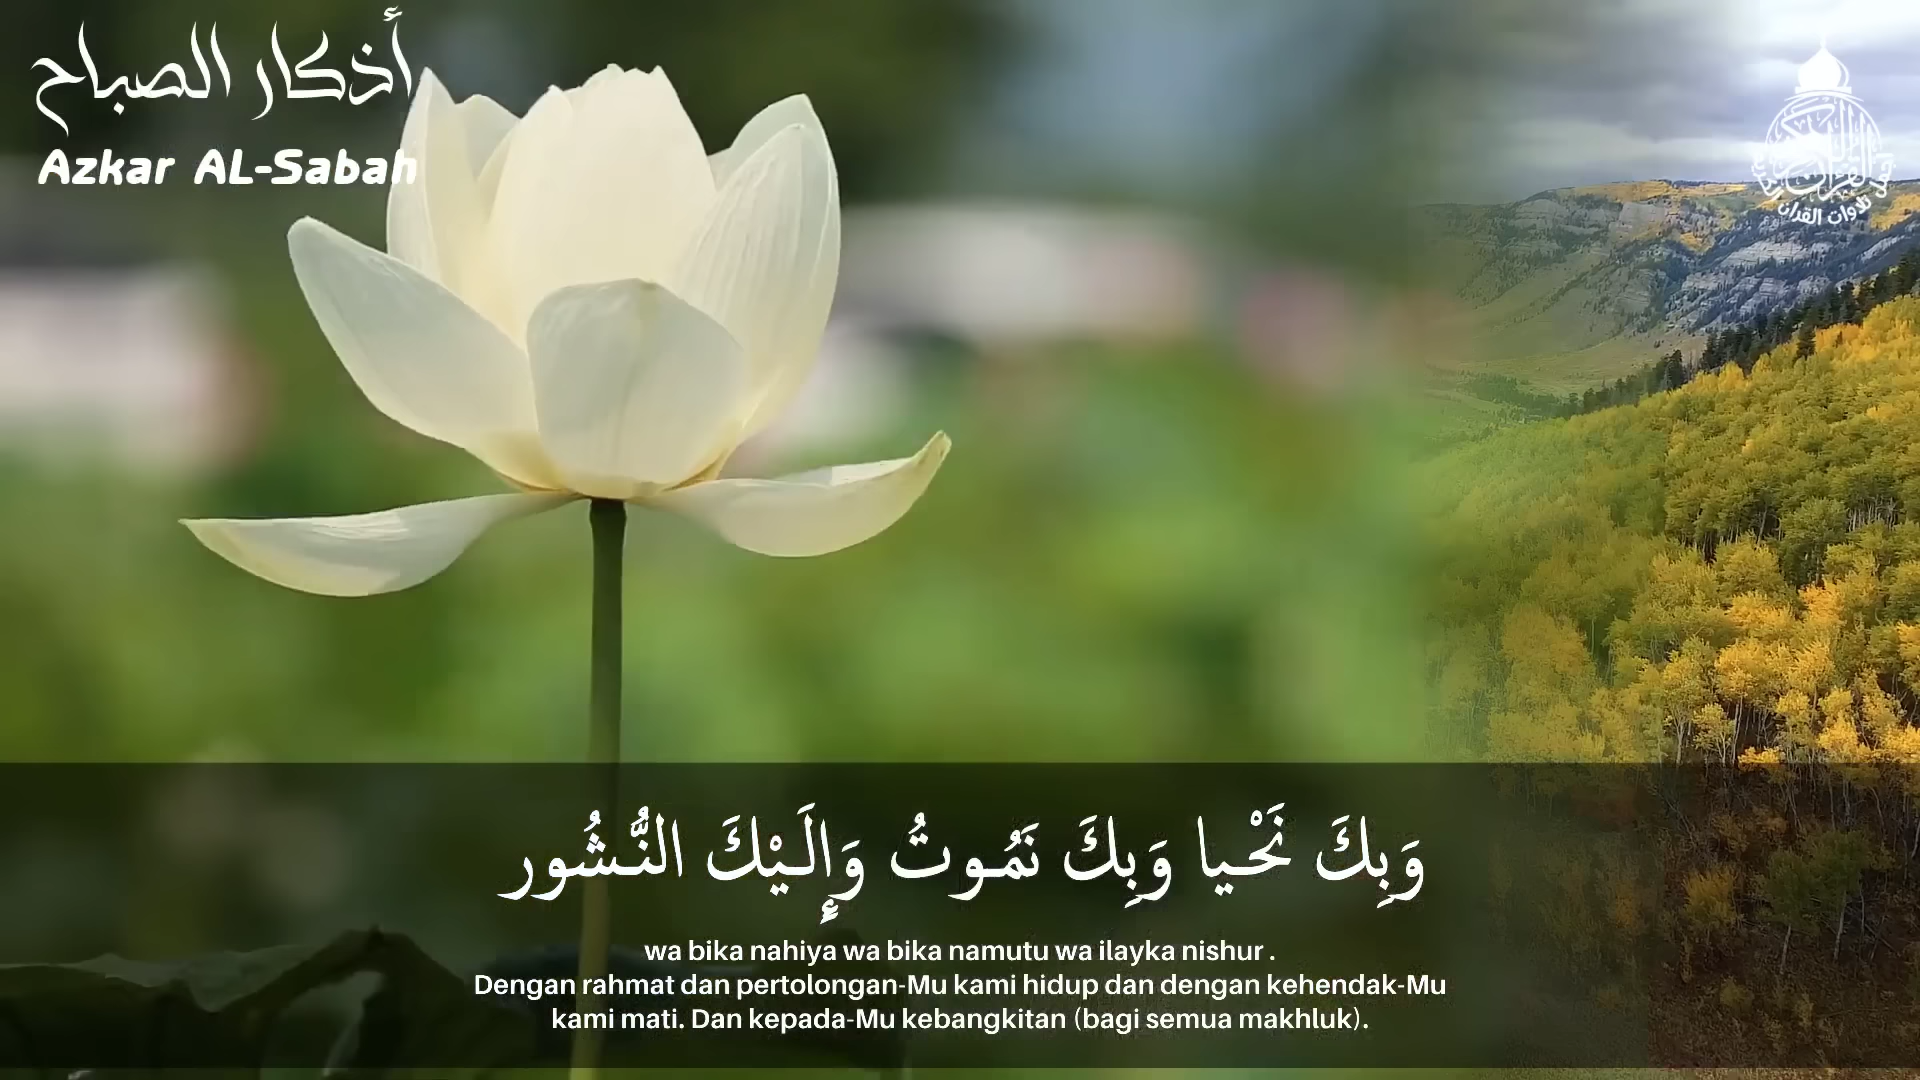 أذكار الصباح
Azkar AL-Sabah
تلاوات القرآن
وَبِكَ نَحْيا وَبِكَ نَمُوتُ وَإِلَيْكَ النُّشُور
wa bika nahiya wa bika namutu wa ilayka nishur .
Dengan rahmat dan pertolongan-Mu kami hidup dan dengan kehendak-Mu
kami mati. Dan kepada-Mu kebangkitan (bagi semua makhluk).